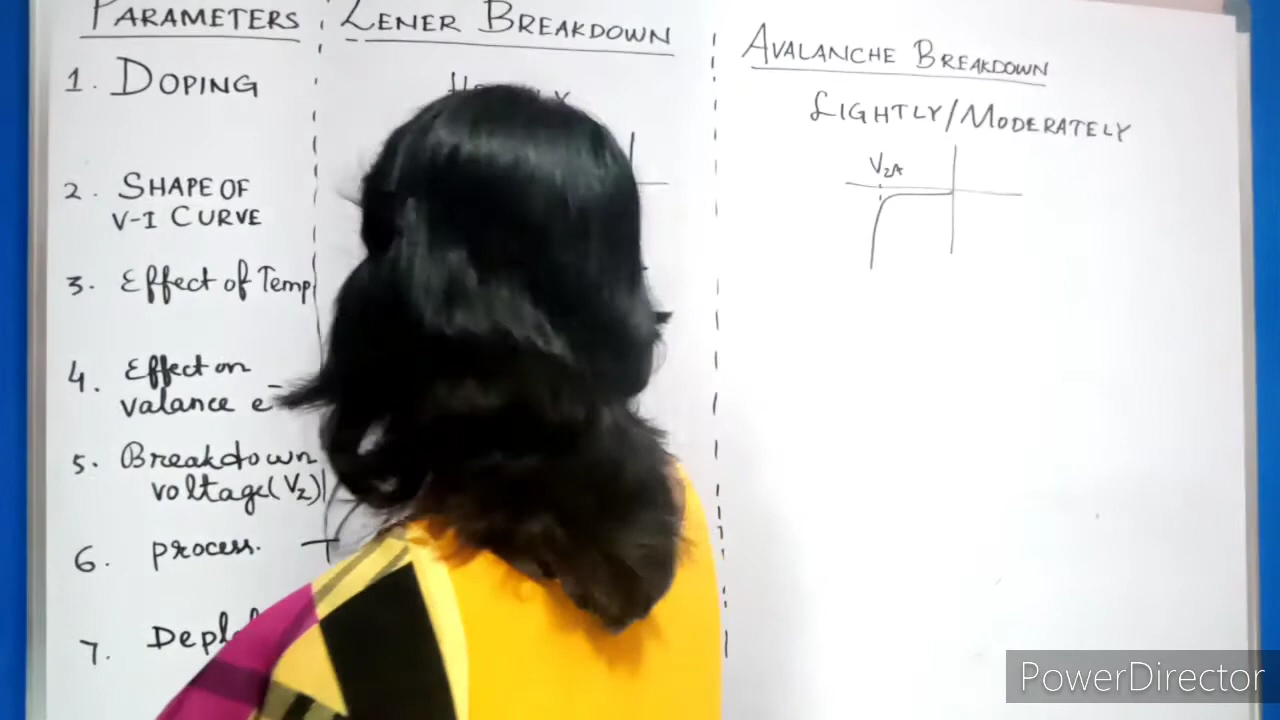 PARAMETERS
ZENER BREAKDOWN
AVALANCHE BREAKDOWN
1. DOPING
LIGHTLY/MODERATELY
2. SHAPE OF
V-I CURVE
VZA
3. Effect of Temp
4. Effect on
valance e-
5. Breakdown
voltage(VZ)
6. process.
7.
PowerDirector